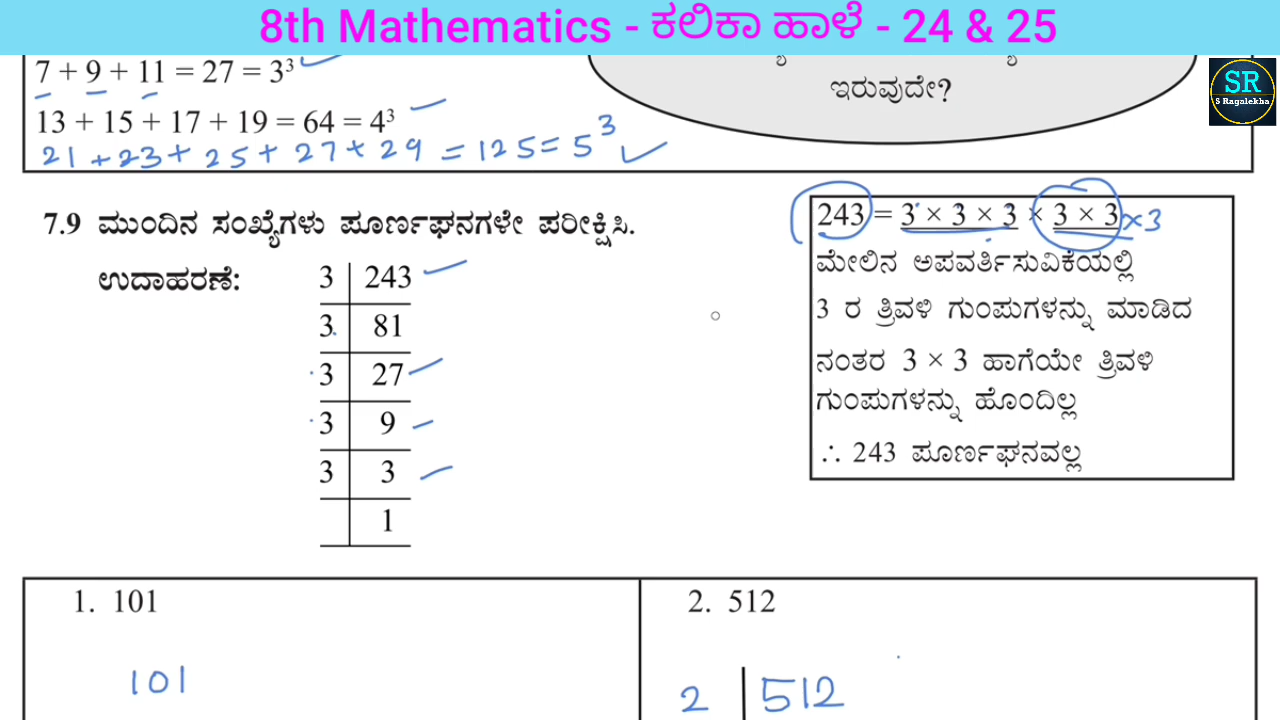 8th Mathematics - ಕಲಿಕಾ ಹಾಳೆ - 24 & 25
SR
S Ragalekha
7 + 9 + 11 = 27 = 3³
13 + 15 + 17 + 19 = 64 = 4³
21 + 23 + 25 + 27 + 29 = 125 = 5³
ಇರುವುದೇ?
7.9 ಮುಂದಿನ ಸಂಖ್ಯೆಗಳು ಪೂರ್ಣಘನಗಳೇ ಪರೀಕ್ಷಿಸಿ.
ಉದಾಹರಣೆ:
3 | 243
3 | 81
3 | 27
3 | 9
3 | 3
1
243 = 3 × 3 × 3 × 3 × 3 × 3
ಮೇಲಿನ ಅಪವರ್ತಿಸುವಿಕೆಯಲ್ಲಿ
3 ರ ತ್ರಿವಳಿ ಗುಂಪುಗಳನ್ನು ಮಾಡಿದ
ನಂತರ 3 × 3 ಹಾಗೆಯೇ ತ್ರಿವಳಿ
ಗುಂಪುಗಳನ್ನು ಹೊಂದಿಲ್ಲ
∴ 243 ಪೂರ್ಣಘನವಲ್ಲ
1. 101
101
2. 512
2 | 512